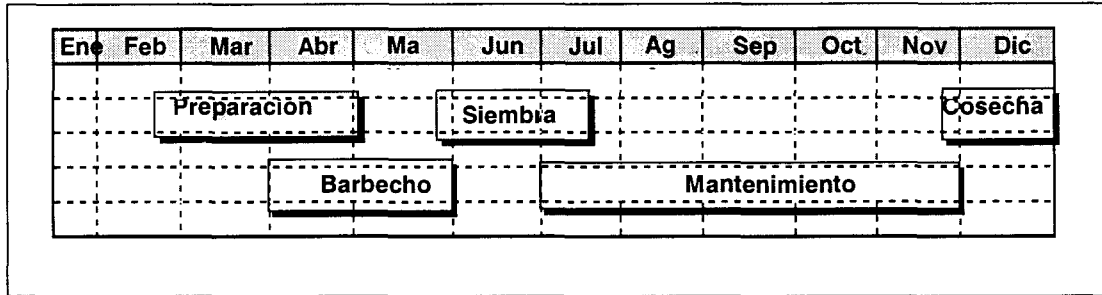 Ene Feb Mar Abr Ma Jun Jul Ag Sep Oct Nov Dic
Preparacion Siembra Cosecha
Barbecho Mantenimiento